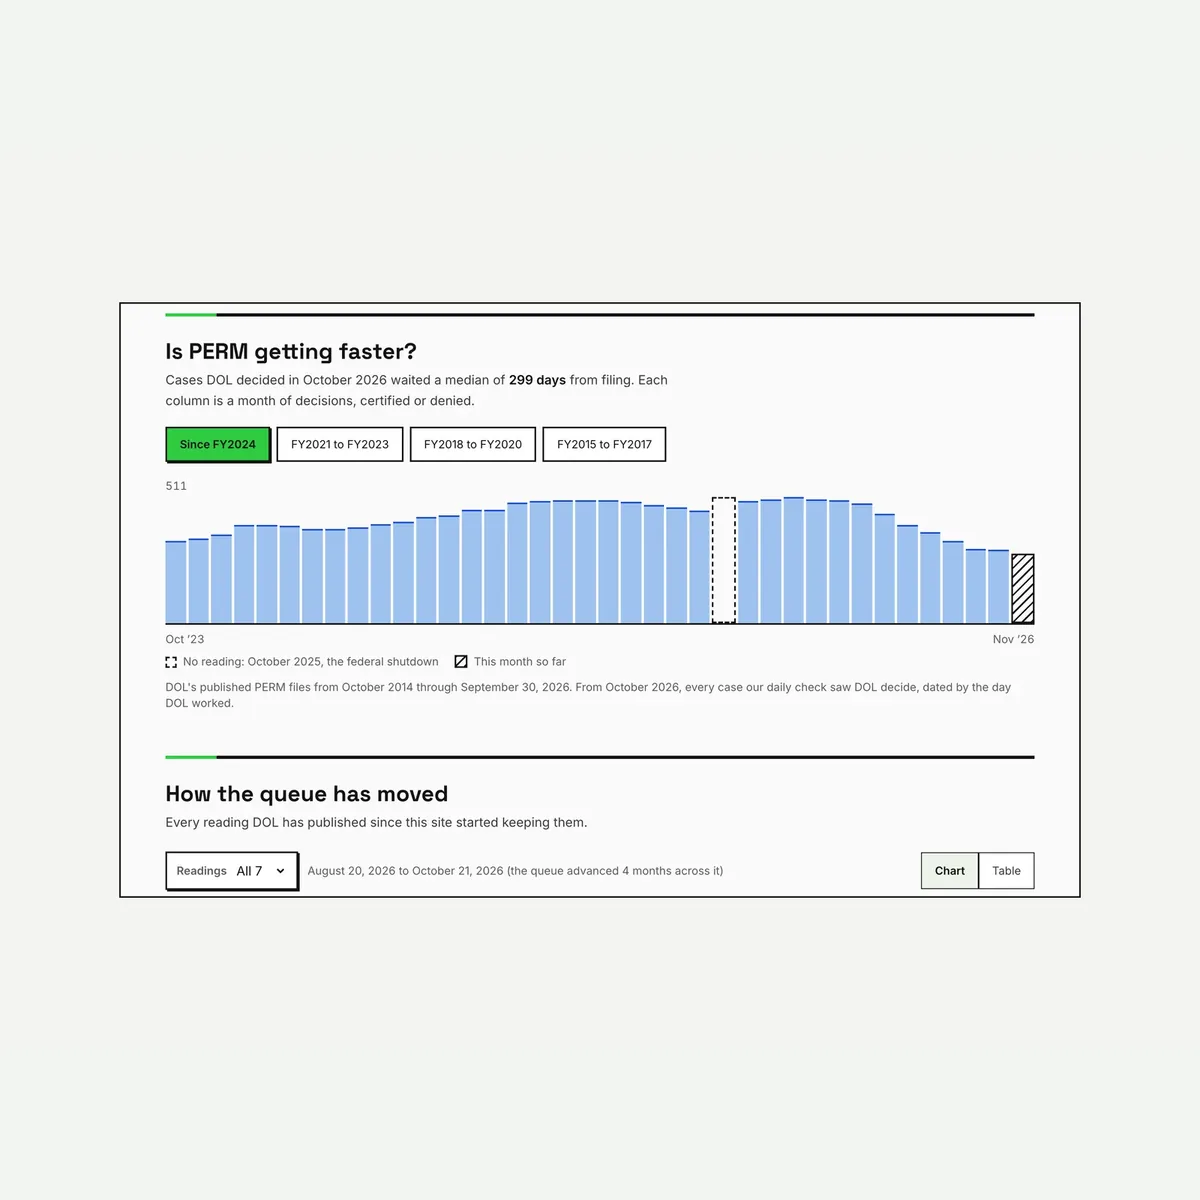 Is PERM getting faster?
Cases DOL decided in October 2026 waited a median of 299 days from filing. Each
column is a month of decisions, certified or denied.
Since FY2024
FY2021 to FY2023
FY2018 to FY2020
FY2015 to FY2017
511
Oct ’23
Nov ’26
No reading: October 2025, the federal shutdown
This month so far
DOL's published PERM files from October 2014 through September 30, 2026. From October 2026, every case our daily check saw DOL decide, dated by the day
DOL worked.
How the queue has moved
Every reading DOL has published since this site started keeping them.
Readings All 7
August 20, 2026 to October 21, 2026 (the queue advanced 4 months across it)
Chart
Table